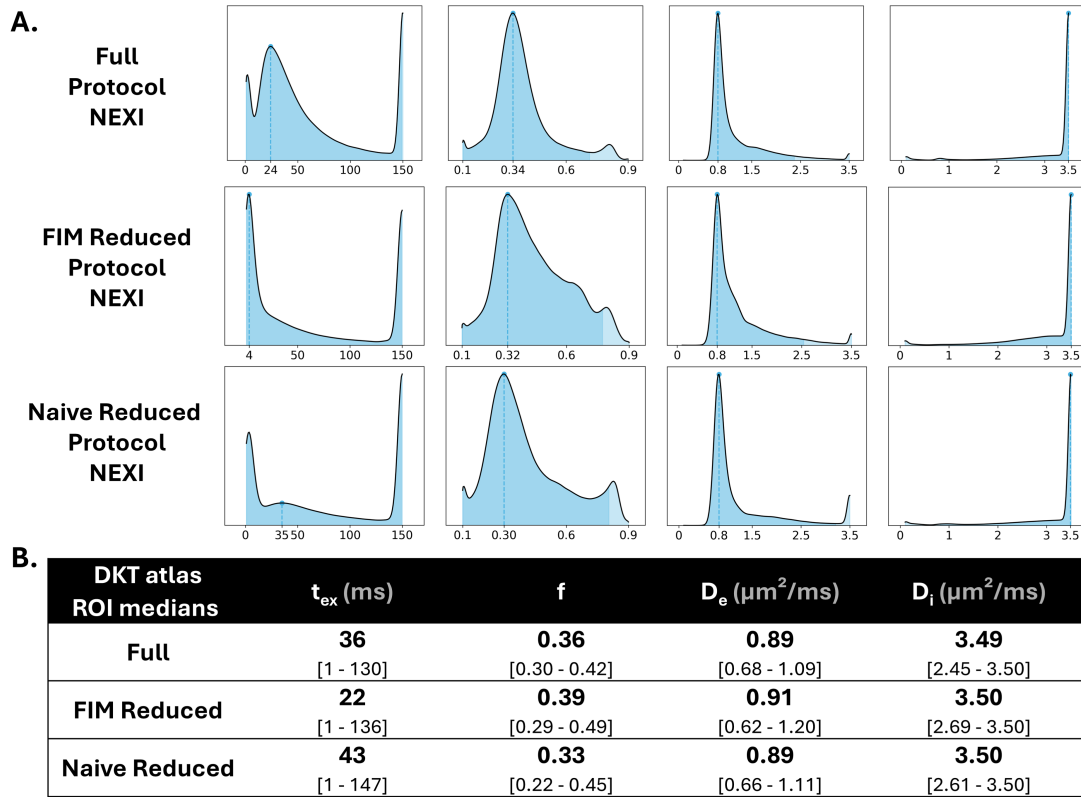 A.
Full
Protocol
NEXI
0 24 50 100 150
0.1 0.34 0.6 0.9
0 0.8 1.5 2.5 3.5
0 1 2 3 3.5
FIM Reduced
Protocol
NEXI
4 50 100 150
0.1 0.32 0.6 0.9
0 0.8 1.5 2.5 3.5
0 1 2 3 3.5
Naive Reduced
Protocol
NEXI
0 35 50 100 150
0.1 0.30 0.6 0.9
0 0.8 1.5 2.5 3.5
0 1 2 3 3.5
B.
DKT atlas
ROI medians
tex (ms) f De (µm²/ms) Di (µm²/ms)
Full 36 0.36 0.89 3.49
[1 - 130] [0.30 - 0.42] [0.68 - 1.09] [2.45 - 3.50]
FIM Reduced 22 0.39 0.91 3.50
[1 - 136] [0.29 - 0.49] [0.62 - 1.20] [2.69 - 3.50]
Naive Reduced 43 0.33 0.89 3.50
[1 - 147] [0.22 - 0.45] [0.66 - 1.11] [2.61 - 3.50]